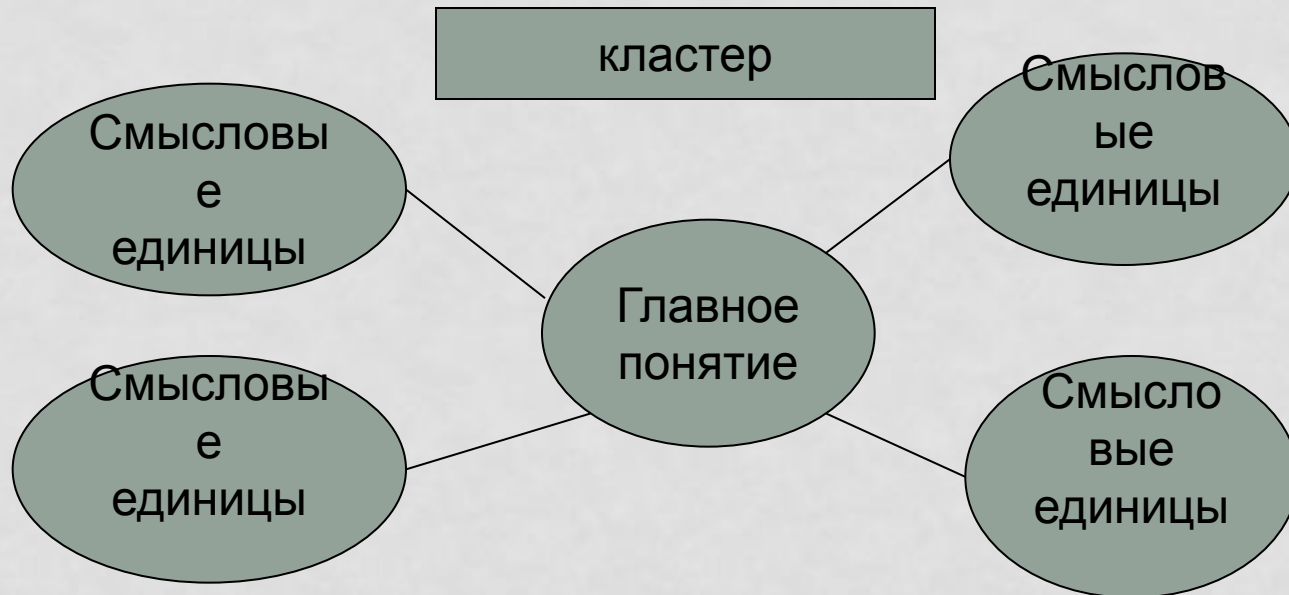 кластер
Смысловы
е
единицы
Смыслов
ые
единицы
Главное
понятие
Смысловы
е
единицы
Смысло
вые
единицы